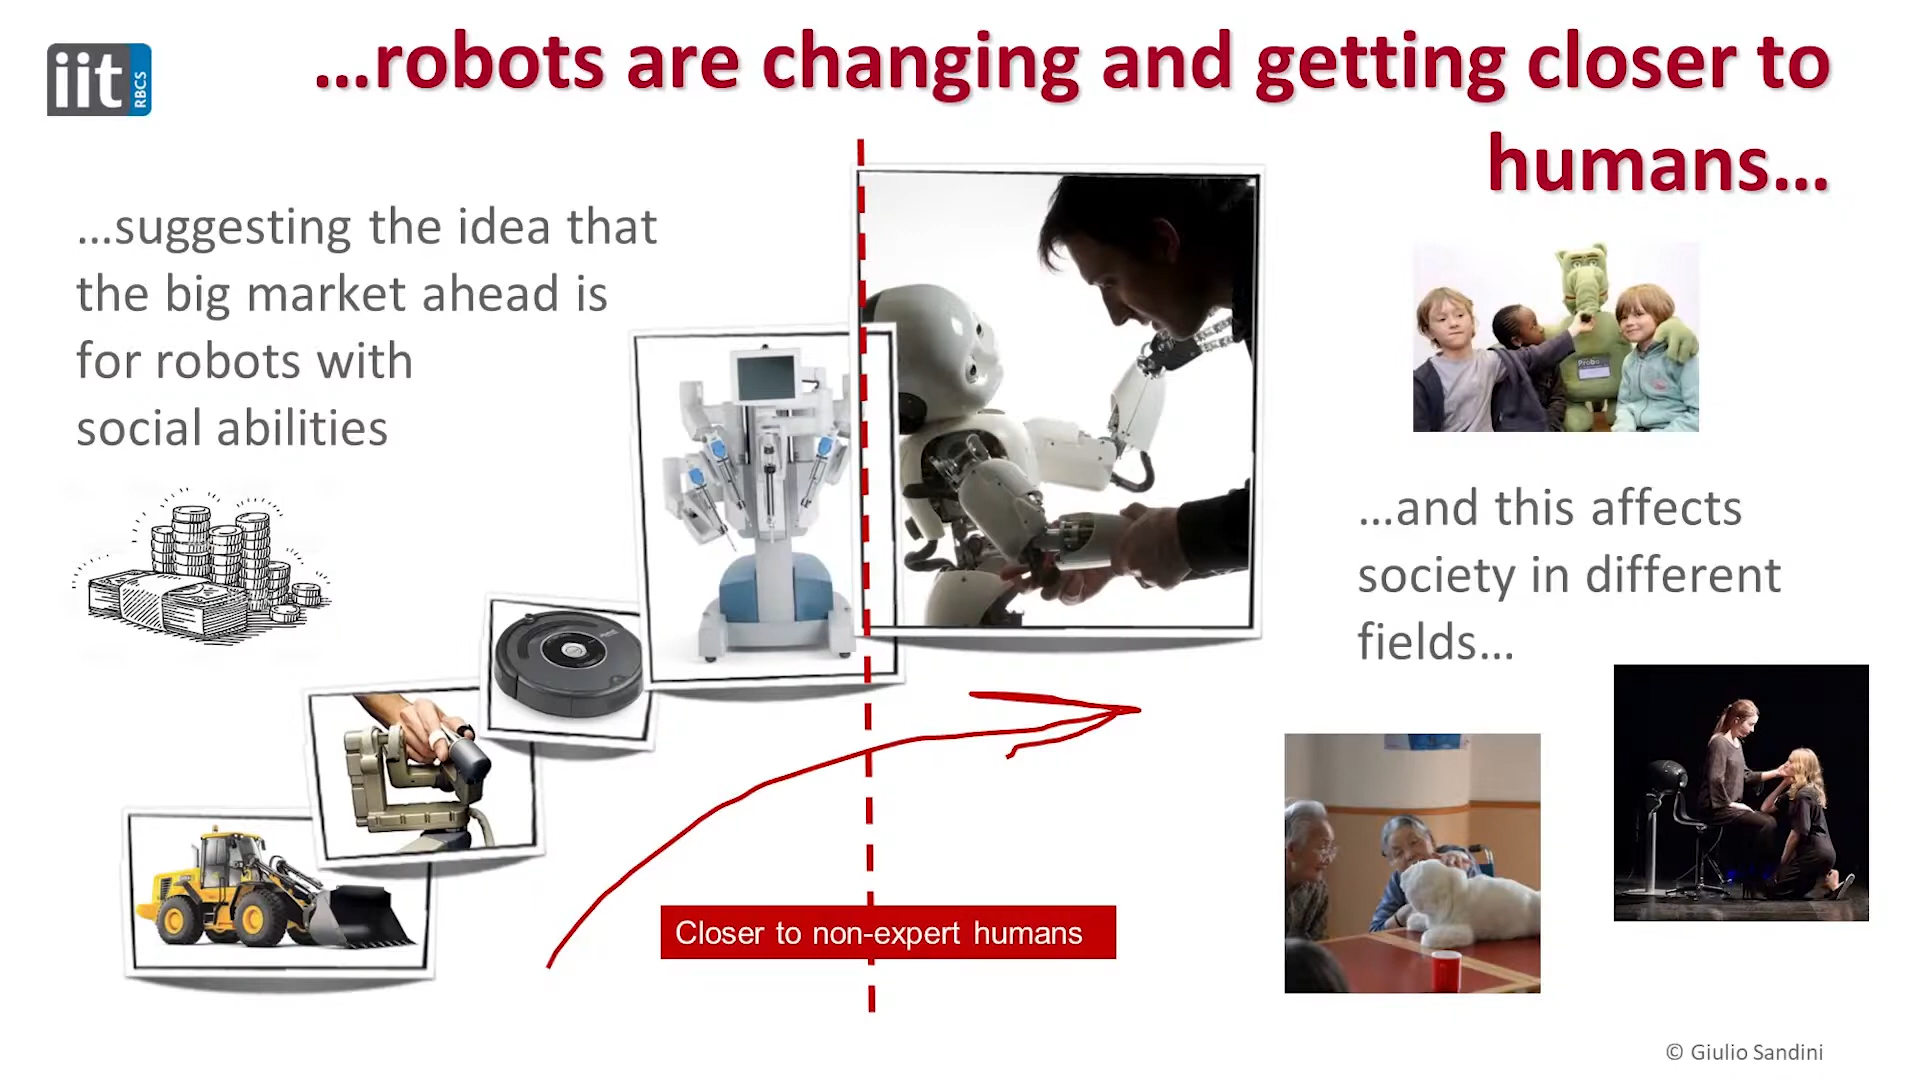 iit
RBCS
...robots are changing and getting closer to
humans...
...suggesting the idea that
the big market ahead is
for robots with
social abilities
Probo
...and this affects
society in different
fields...
Closer to non-expert humans
© Giulio Sandini